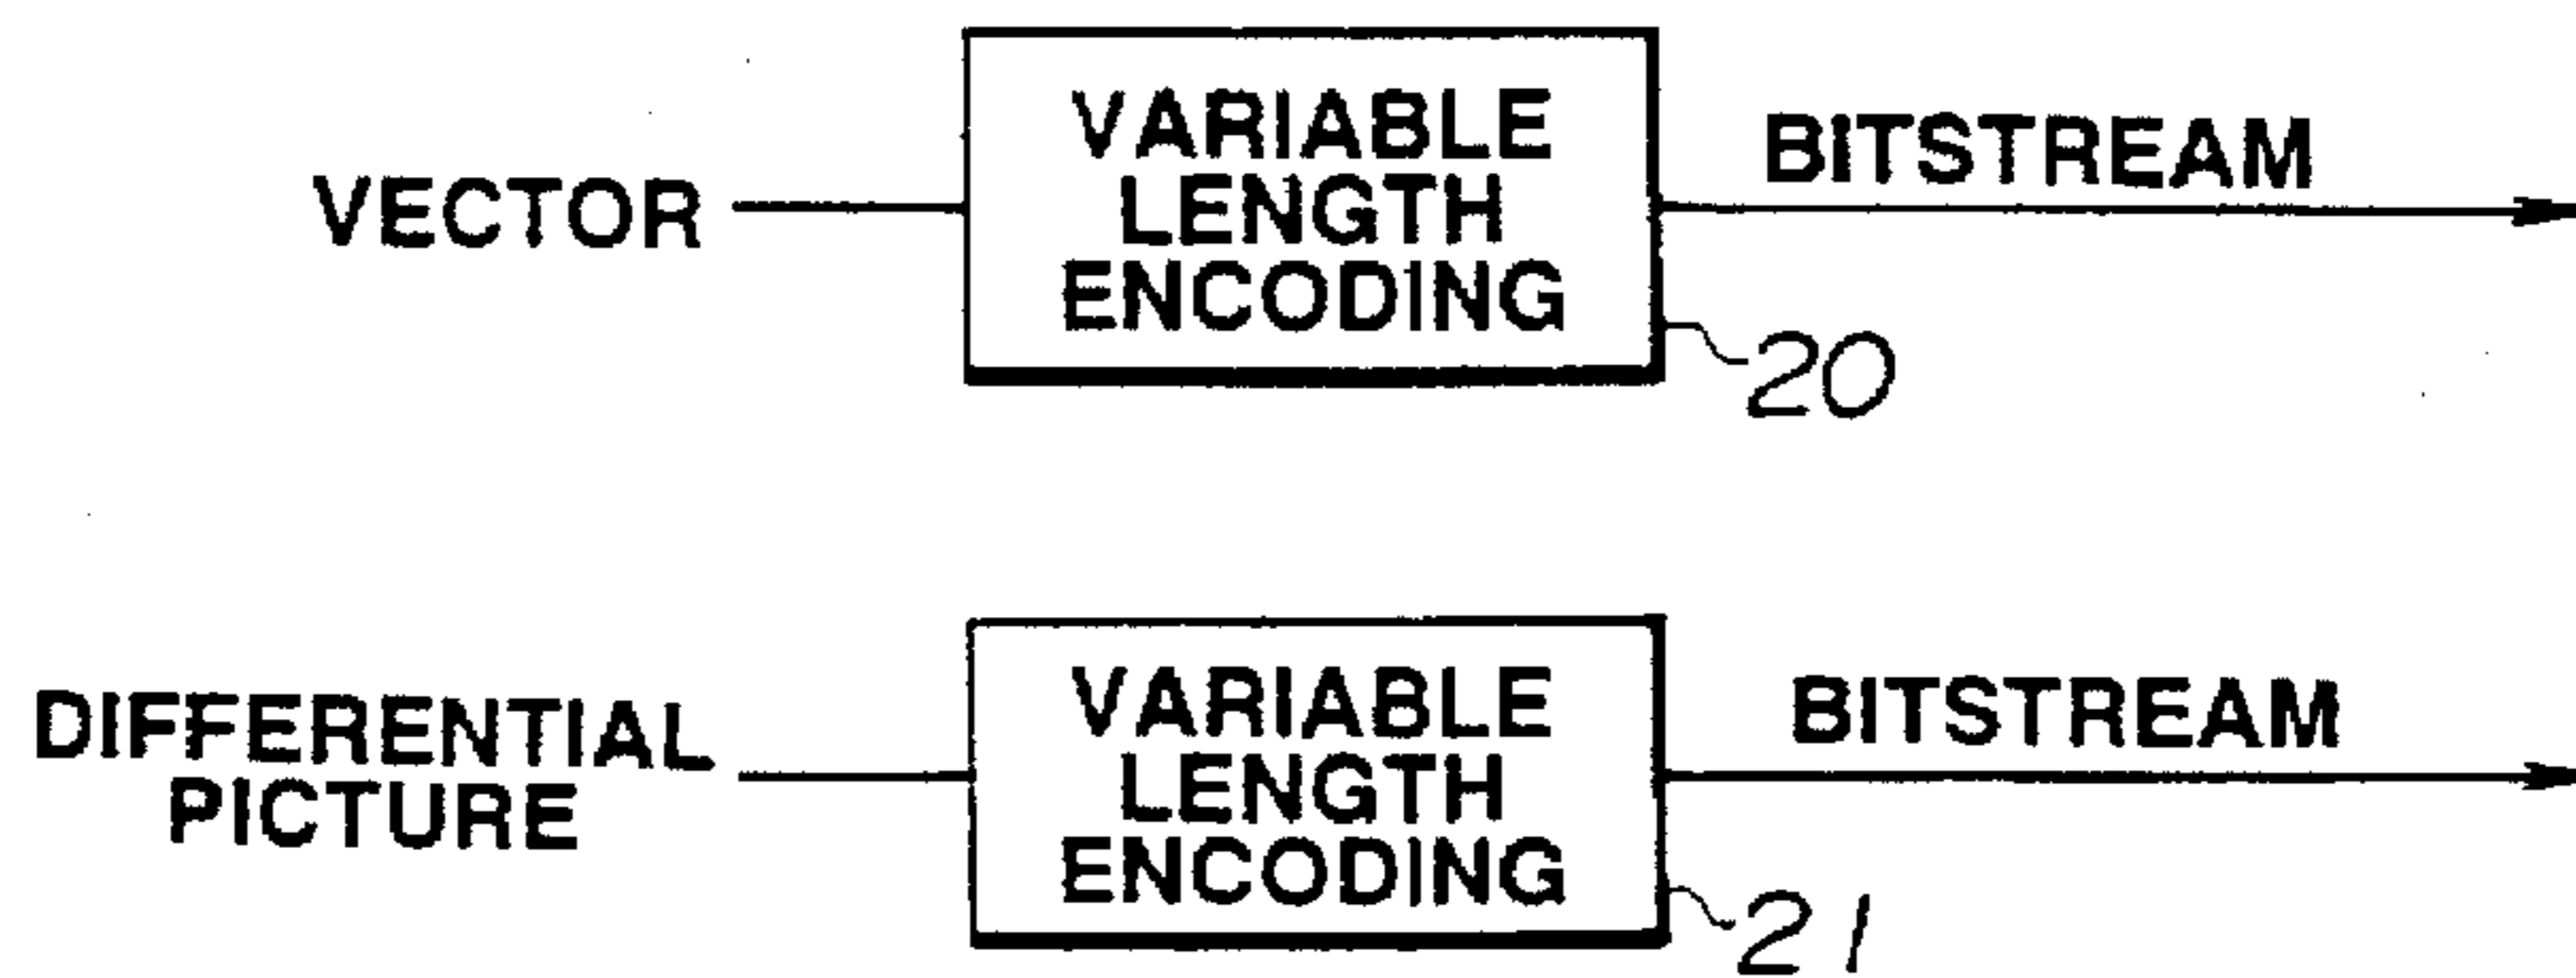 VECTOR
VARIABLE
LENGTH
ENCODING
BITSTREAM
20
DIFFERENTIAL
PICTURE
VARIABLE
LENGTH
ENCODING
BITSTREAM
21